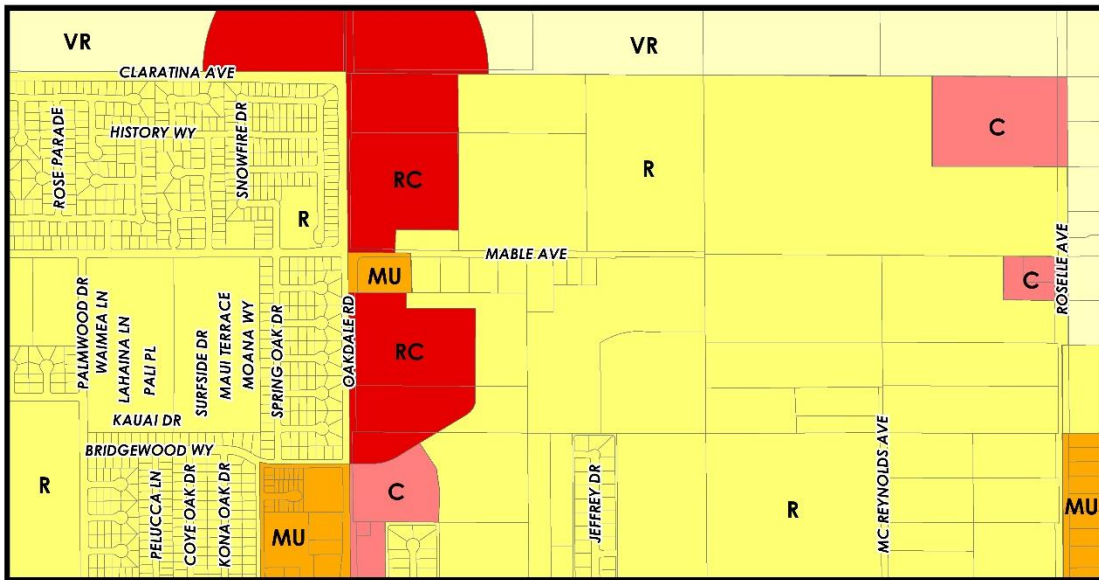 VR
VR
CLARATINA AVE
ROSE PARADE
HISTORY WY
SNOWFIRE DR
C
RC
R
R
MABLE AVE
MU
C
ROSELLE AVE
PALMWOOD DR
WAIMEA LN
LAHAINA LN
PALI PL
SURFSIDE DR
MAUI TERRACE
MOANA WY
SPRING OAK DR
OAKDALE RD
RC
KAUAI DR
BRIDGEWOOD WY
R
PELUCCA LN
COYE OAK DR
KONA OAK DR
MU
C
JEFFREY DR
R
MC REYNOLDS AVE
MU